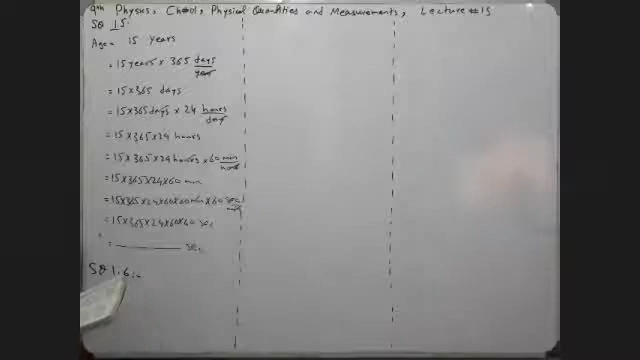 9th Physics, Ch#01, Physical Quantities and Measurements, Lecture #15
SQ 1.5:
Age = 15 years
= 15 years × 365 days/year
= 15×365 days
= 15×365 days × 24 hours/day
= 15×365×24 hours
= 15×365×24 hours × 60 min/hour
= 15×365×24×60 min
= 15×365×24×60 min × 60 sec/min
= 15×365×24×60×60 sec
= ________ sec
SQ 1.6:-